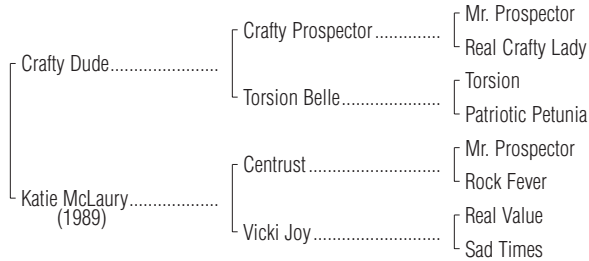 Mr. Prospector
Crafty Prospector..............
Real Crafty Lady
Crafty Dude.......................
Torsion
Torsion Belle.....................
Patriotic Petunia
Mr. Prospector
Centrust............................
Rock Fever
Katie McLaury...................
(1989)
Real Value
Vicki Joy..........................
Sad Times